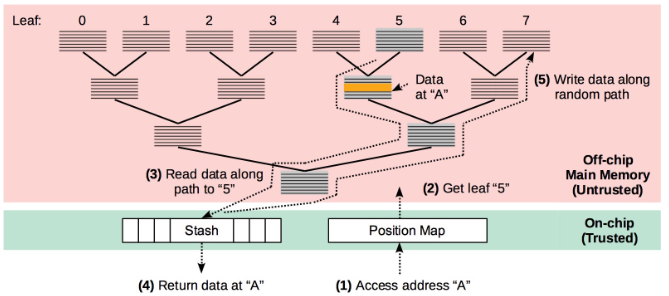 Leaf: 0 1 2 3 4 5 6 7
Data
at “A”
(5) Write data along
random path
(3) Read data along
path to “5”
(2) Get leaf “5”
Off-chip
Main Memory
(Untrusted)
Stash
Position Map
On-chip
(Trusted)
(4) Return data at “A”
(1) Access address “A”